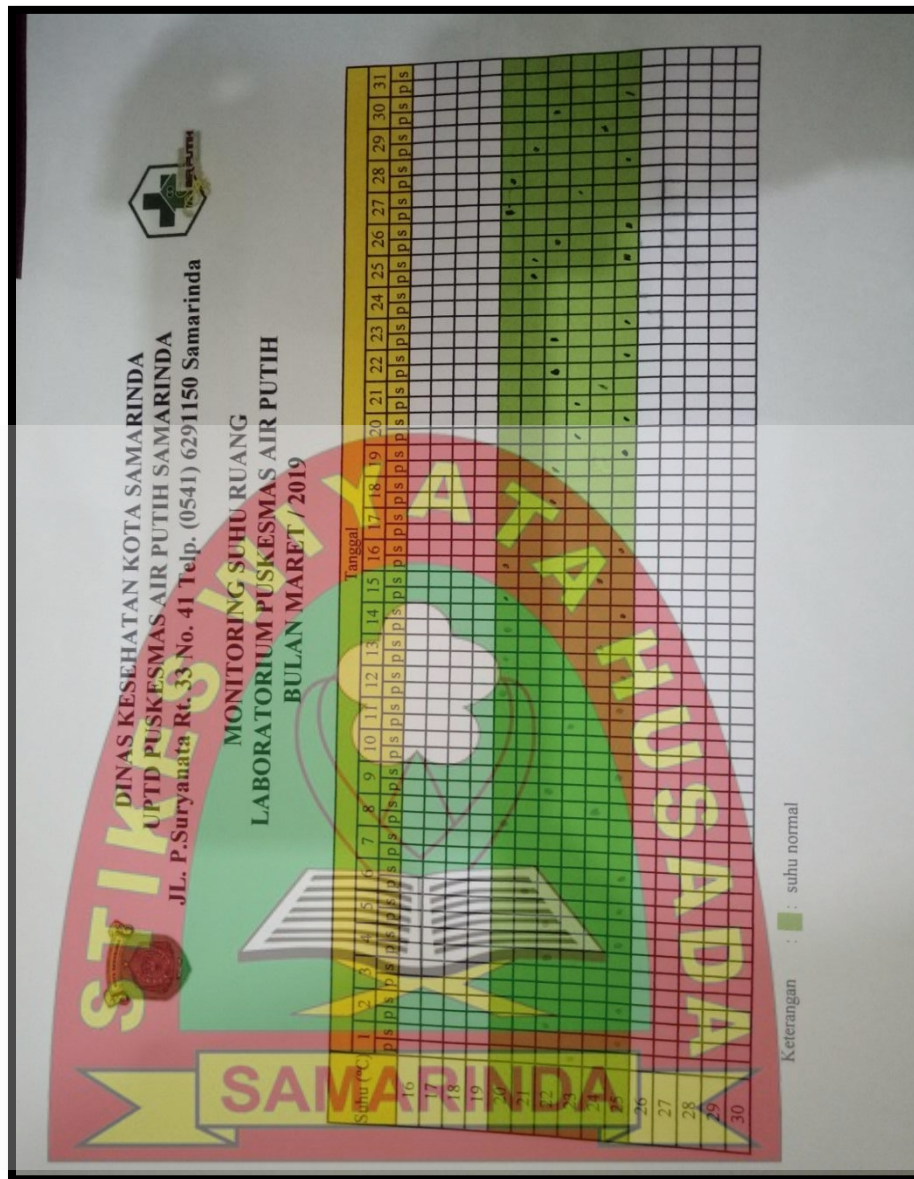 DINAS KESEHATAN KOTA SAMARINDA
UPTD PUSKESMAS AIR PUTIH SAMARINDA
JL. P.Suryanata Rt. 33 No. 41 Telp. (0541) 6291150 Samarinda
MONITORING SUHU RUANG
LABORATORIUM PUSKESMAS AIR PUTIH
BULAN MARET / 2019
Suhu (°C) Tanggal
1 2 3 4 5 6 7 8 9 10 11 12 13 14 15 16 17 18 19 20 21 22 23 24 25 26 27 28 29 30 31
p s p s p s p s p s p s p s p s p s p s p s p s p s p s p s p s p s p s p s p s p s p s p s p s p s p s p s p s p s p s p s
16
17
18
19
20
21
22
23
24
25
26
27
28
29
30
Keterangan : : suhu normal
STIKES WIYATA HUSADA
SAMARINDA